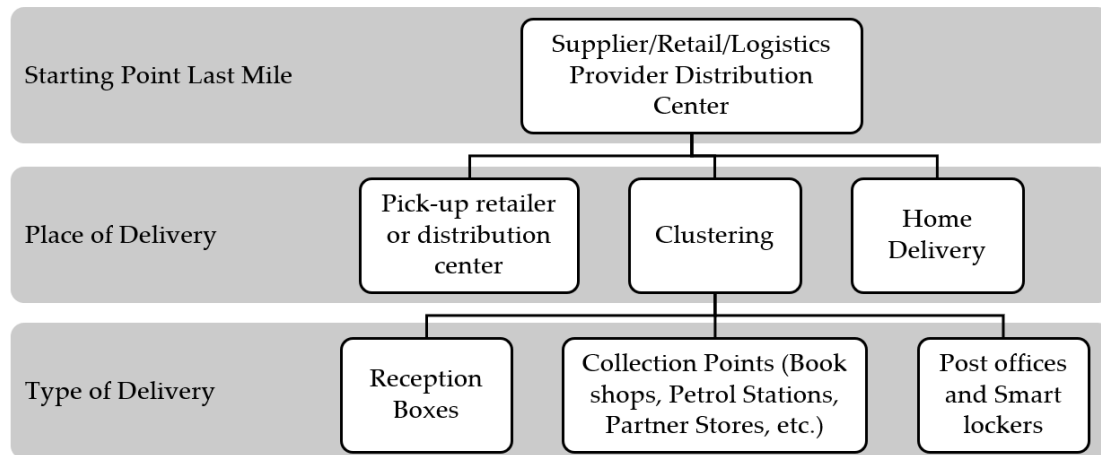 Starting Point Last Mile
Supplier/Retail/Logistics
Provider Distribution
Center
Place of Delivery
Pick-up retailer
or distribution
center
Clustering
Home
Delivery
Type of Delivery
Reception
Boxes
Collection Points (Book
shops, Petrol Stations,
Partner Stores, etc.)
Post offices
and Smart
lockers